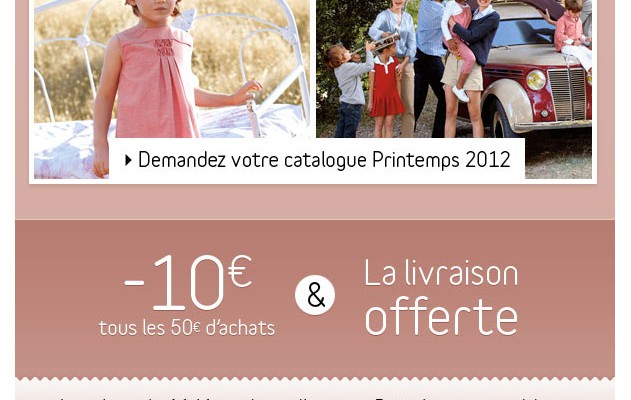 Demandez votre catalogue Printemps 2012
-10€
tous les 50€ d'achats
&
La livraison
offerte